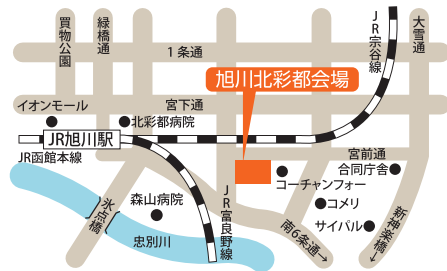 買物公園
緑橋通
1条通
JR宗谷線
大雪通
旭川北彩都会場
イオンモール
宮下通
北彩都病院
JR旭川駅
JR函館本線
宮前通
合同庁舎
コーチャンフォー
氷点橋
森山病院
忠別川
JR富良野線
コメリ
サイパル
南6条通→
新神楽橋→